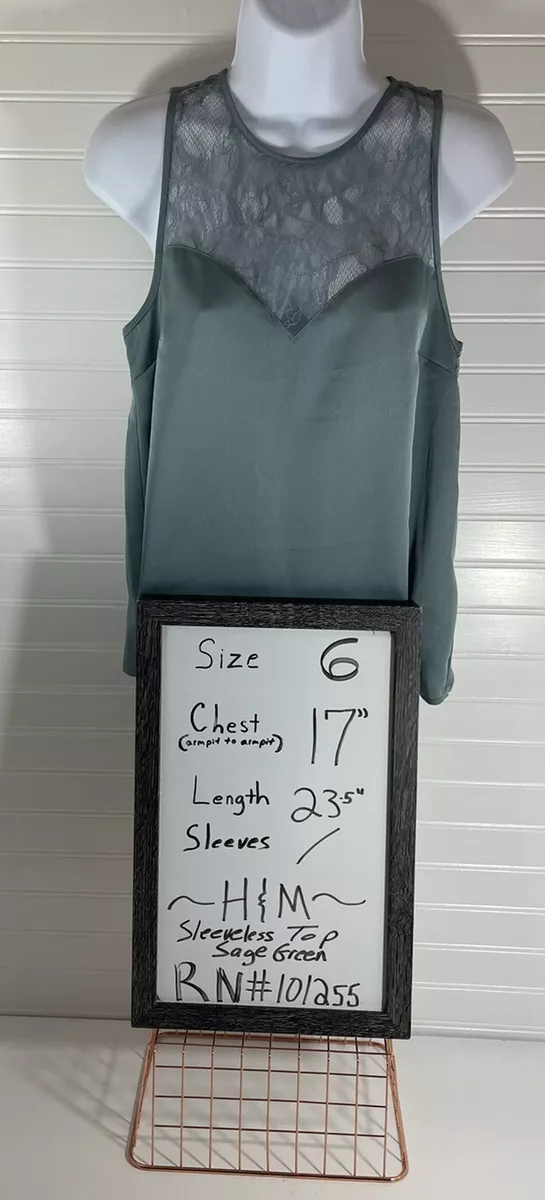 Size 6
Chest 17"
(armpit to armpit)
Length 23.5"
Sleeves /
~H&M~
Sleeveless Top
Sage Green
RN#101255